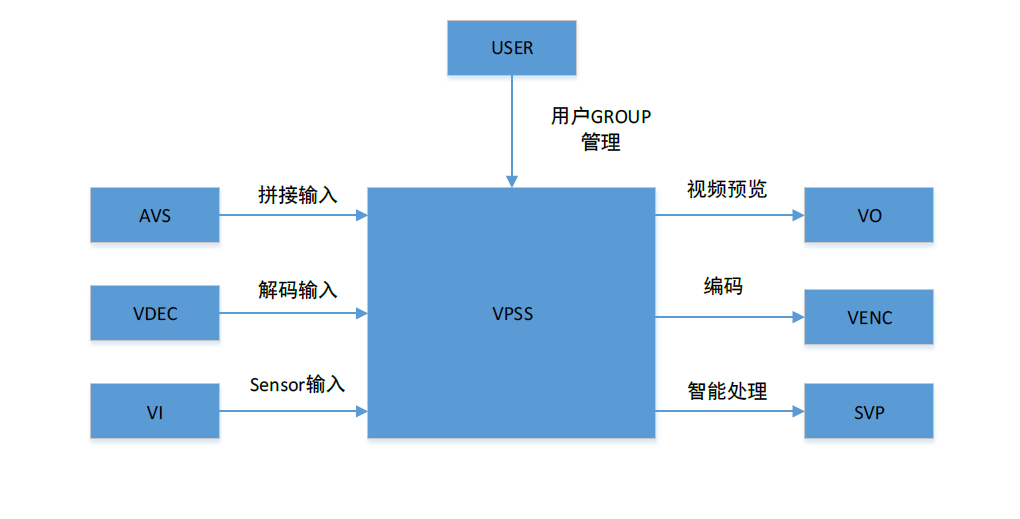 USER
用户GROUP
管理
AVS
拼接输入
视频预览
VO
VDEC
解码输入
VPSS
编码
VENC
VI
Sensor输入
智能处理
SVP